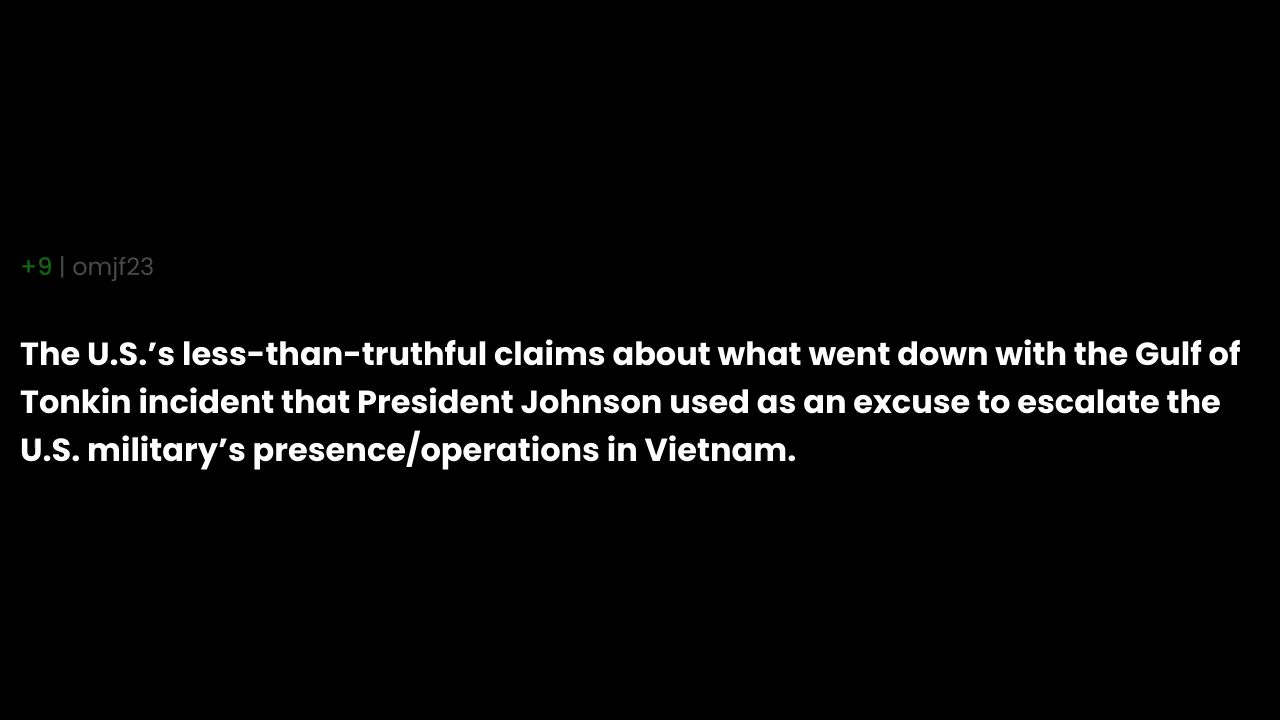 +9 | omjf23
The U.S.’s less-than-truthful claims about what went down with the Gulf of
Tonkin incident that President Johnson used as an excuse to escalate the
U.S. military’s presence/operations in Vietnam.